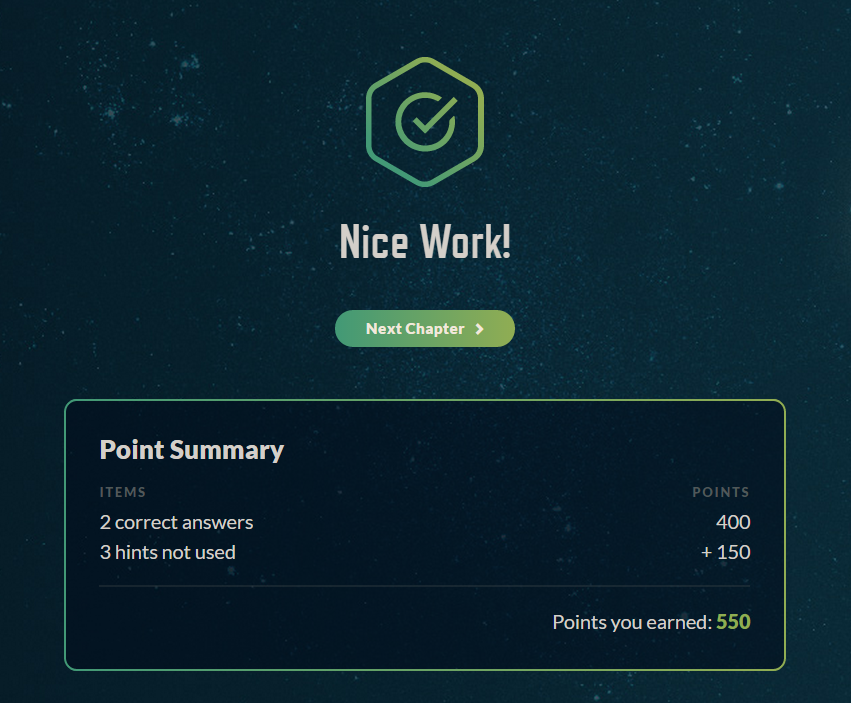 Nice Work!
Next Chapter
Point Summary
ITEMS POINTS
2 correct answers 400
3 hints not used + 150
Points you earned: 550